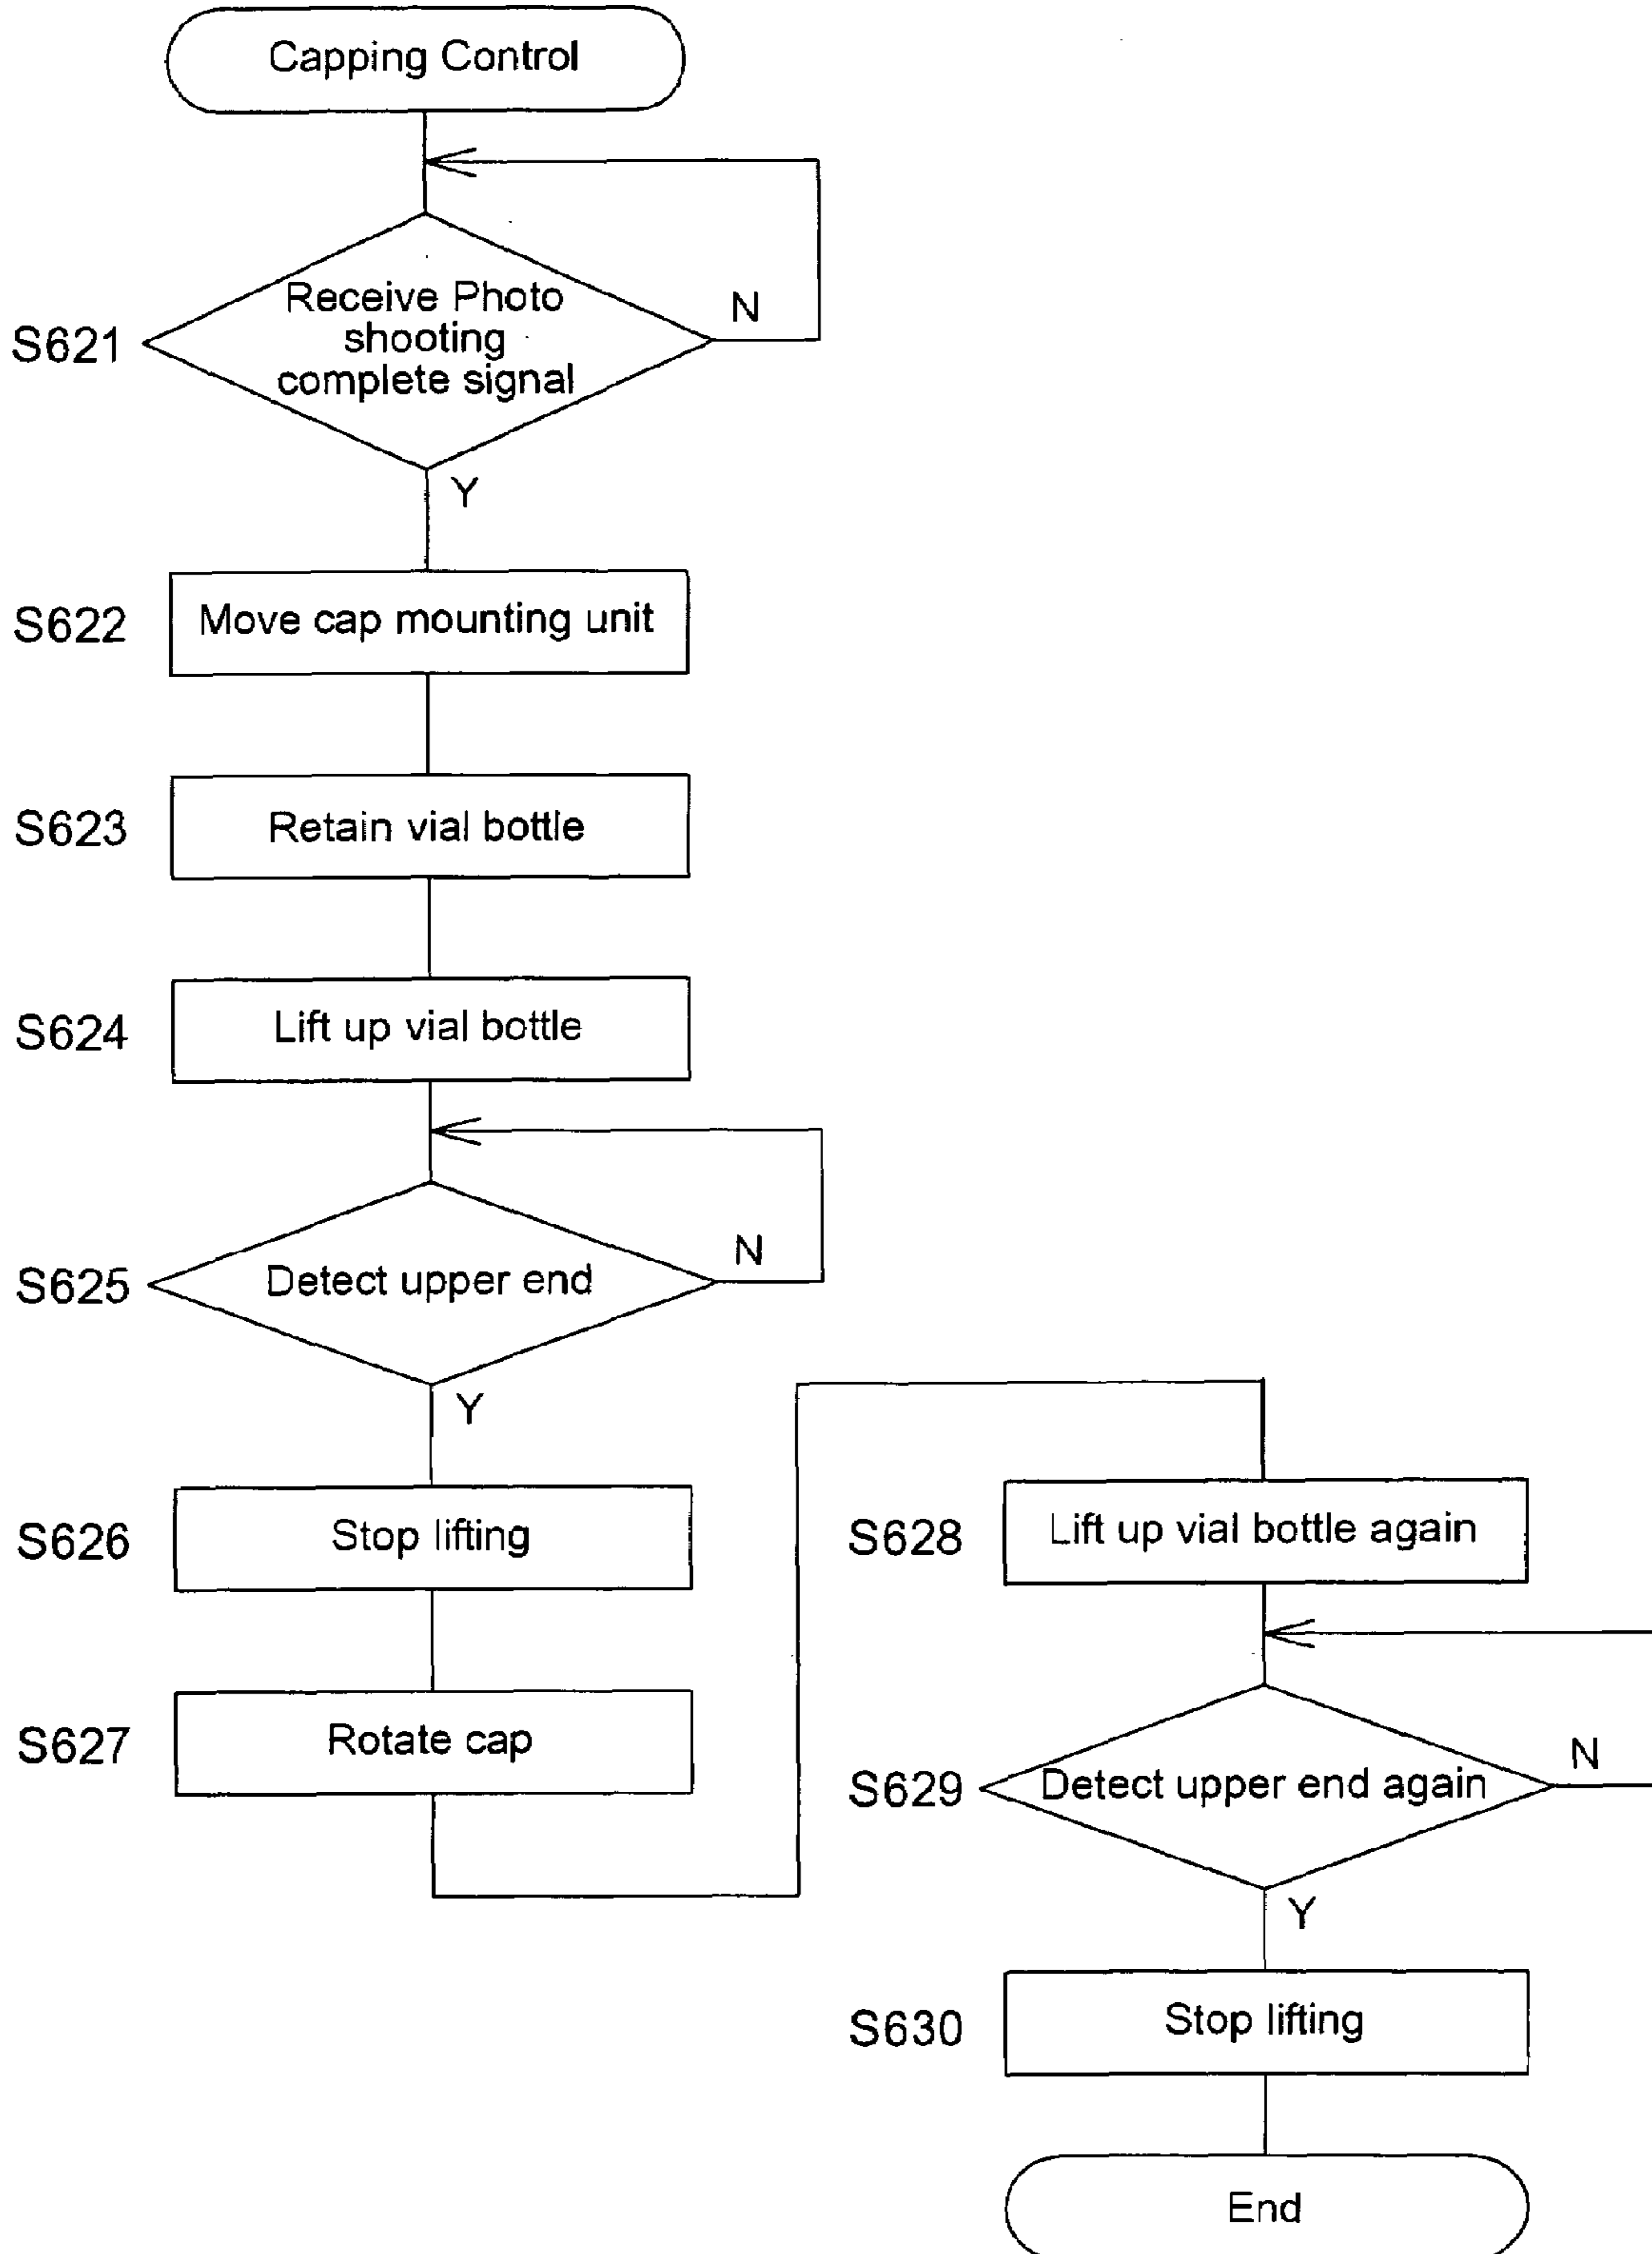 Capping Control
S621
Receive Photo
shooting
complete signal
N
Y
S622
Move cap mounting unit
S623
Retain vial bottle
S624
Lift up vial bottle
S625
Detect upper end
N
Y
S626
Stop lifting
S627
Rotate cap
S628
Lift up vial bottle again
S629
Detect upper end again
N
Y
S630
Stop lifting
End